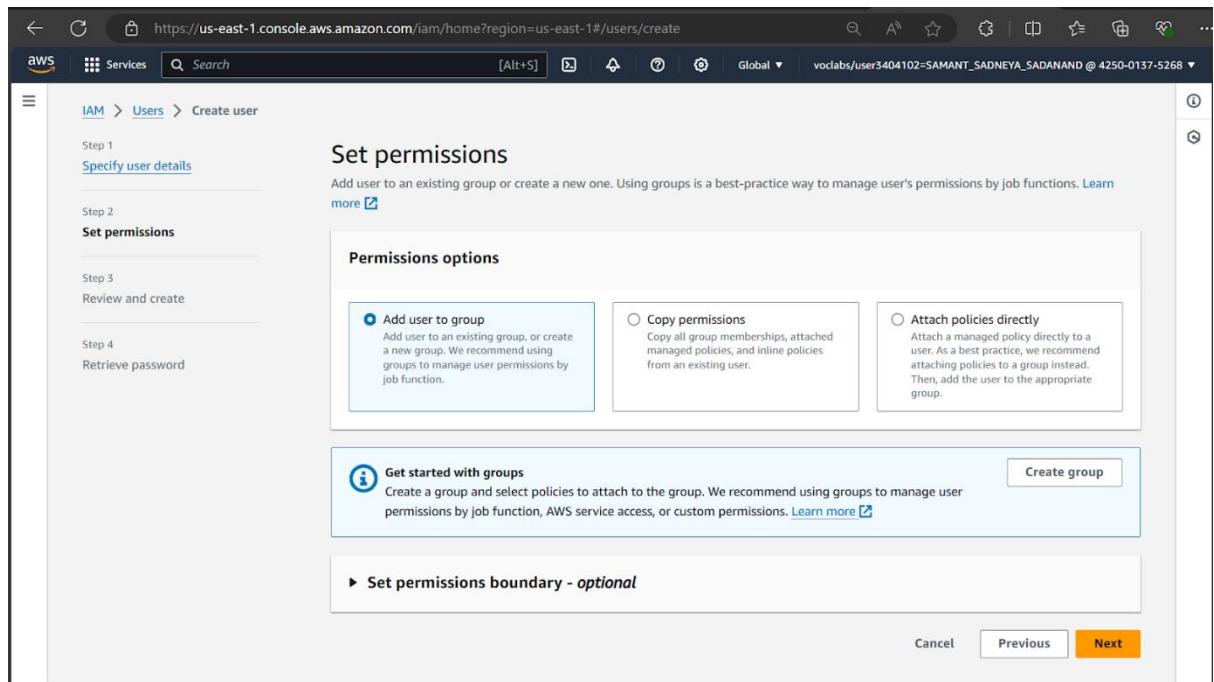 https://us-east-1.console.aws.amazon.com/iam/home?region=us-east-1#/users/create
aws Services Search [Alt+S] Global voclabs/user3404102=SAMANT_SADNEYA_SADANAND @ 4250-0137-5268
IAM > Users > Create user
Step 1
Specify user details
Step 2
Set permissions
Step 3
Review and create
Step 4
Retrieve password
Set permissions
Add user to an existing group or create a new one. Using groups is a best-practice way to manage user's permissions by job functions. Learn
more
Permissions options
Add user to group
Add user to an existing group, or create
a new group. We recommend using
groups to manage user permissions by
job function.
Copy permissions
Copy all group memberships, attached
managed policies, and inline policies
from an existing user.
Attach policies directly
Attach a managed policy directly to a
user. As a best practice, we recommend
attaching policies to a group instead.
Then, add the user to the appropriate
group.
Get started with groups
Create a group and select policies to attach to the group. We recommend using groups to manage user
permissions by job function, AWS service access, or custom permissions. Learn more
Create group
Set permissions boundary - optional
Cancel Previous Next